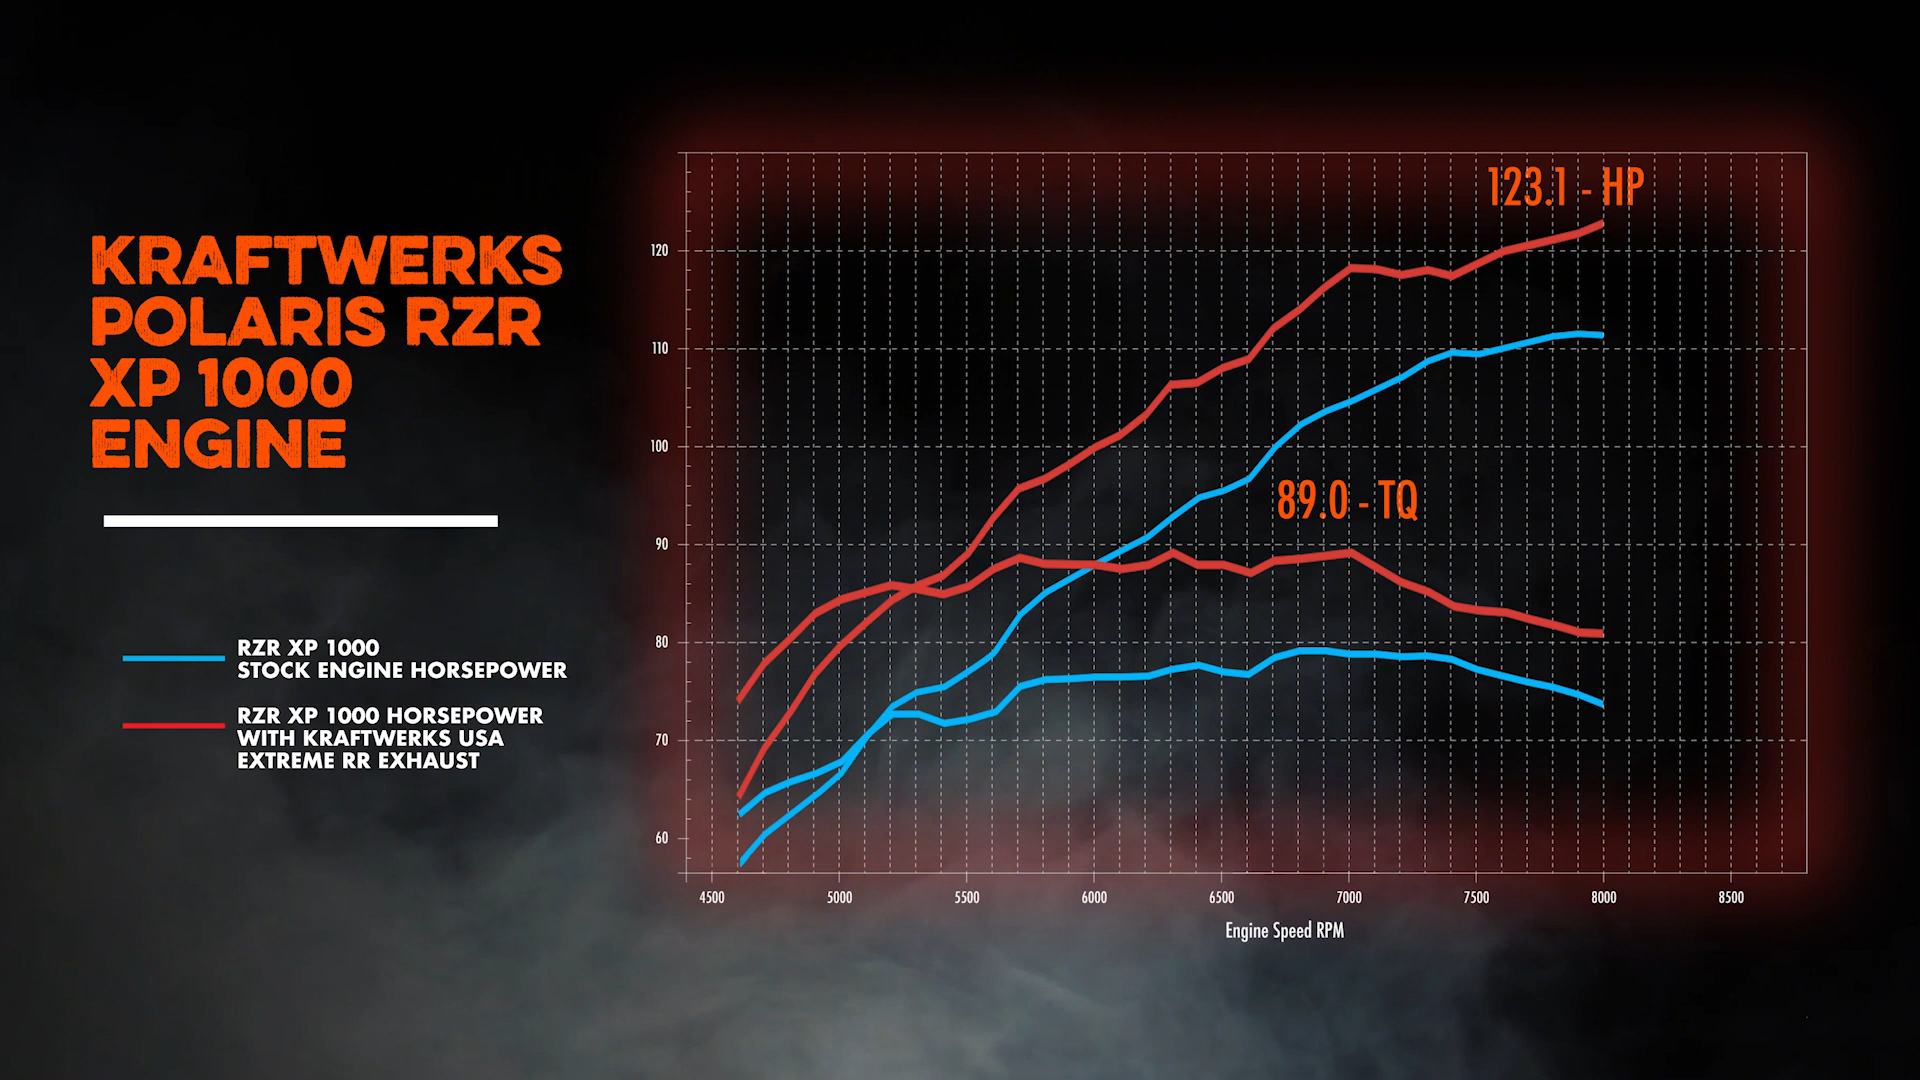 KRAFTWERKS
POLARIS RZR
XP 1000
ENGINE
RZR XP 1000
STOCK ENGINE HORSEPOWER
RZR XP 1000 HORSEPOWER
WITH KRAFTWERKS USA
EXTREME RR EXHAUST
123.1 - HP
89.0 - TQ
120
110
100
90
80
70
60
4500 5000 5500 6000 6500 7000 7500 8000 8500
Engine Speed RPM